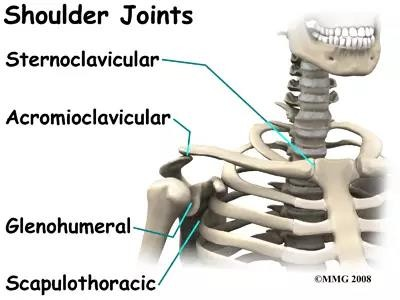 Shoulder Joints
Sternoclavicular
Acromioclavicular
Glenohumeral
Scapulothoracic
©MMG 2008